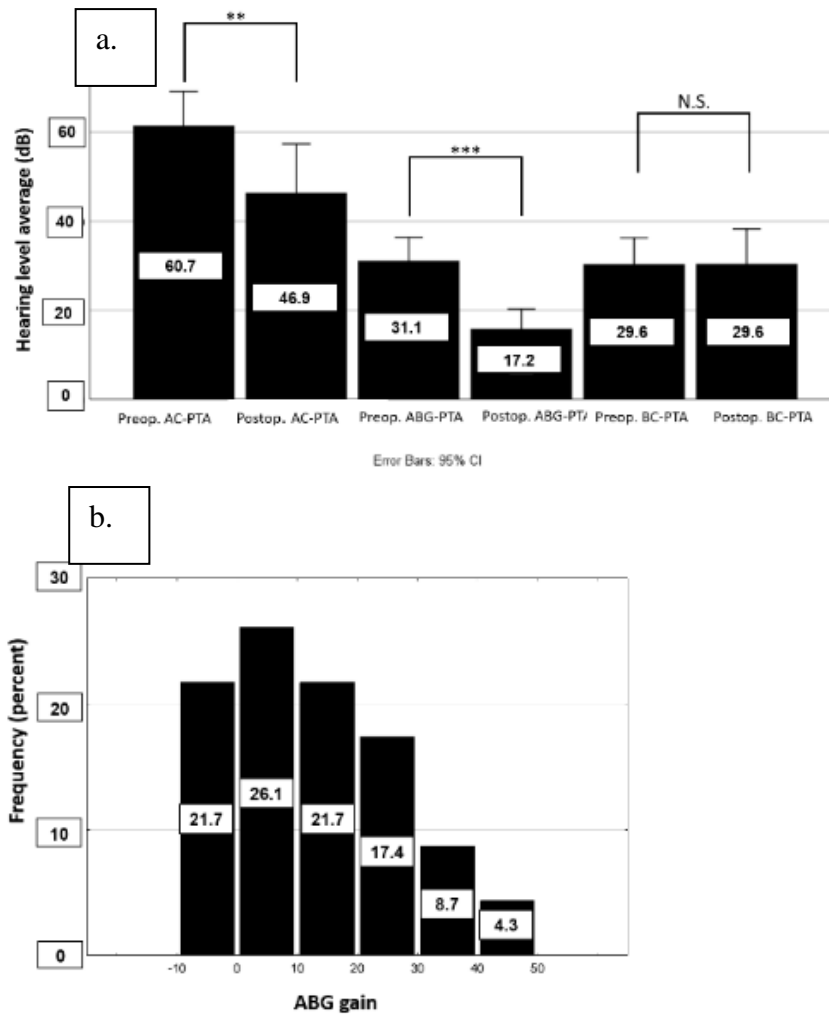 a.
**
N.S.
***
Hearing level average (dB)
60
40
20
0
60.7
46.9
31.1
17.2
29.6
29.6
Preop. AC-PTA
Postop. AC-PTA
Preop. ABG-PTA
Postop. ABG-PT/
Preop. BC-PTA
Postop. BC-PTA
Error Bars: 95% CI
b.
Frequency (percent)
30
20
10
0
21.7
26.1
21.7
17.4
8.7
4.3
-10
0
10
20
30
40
50
ABG gain